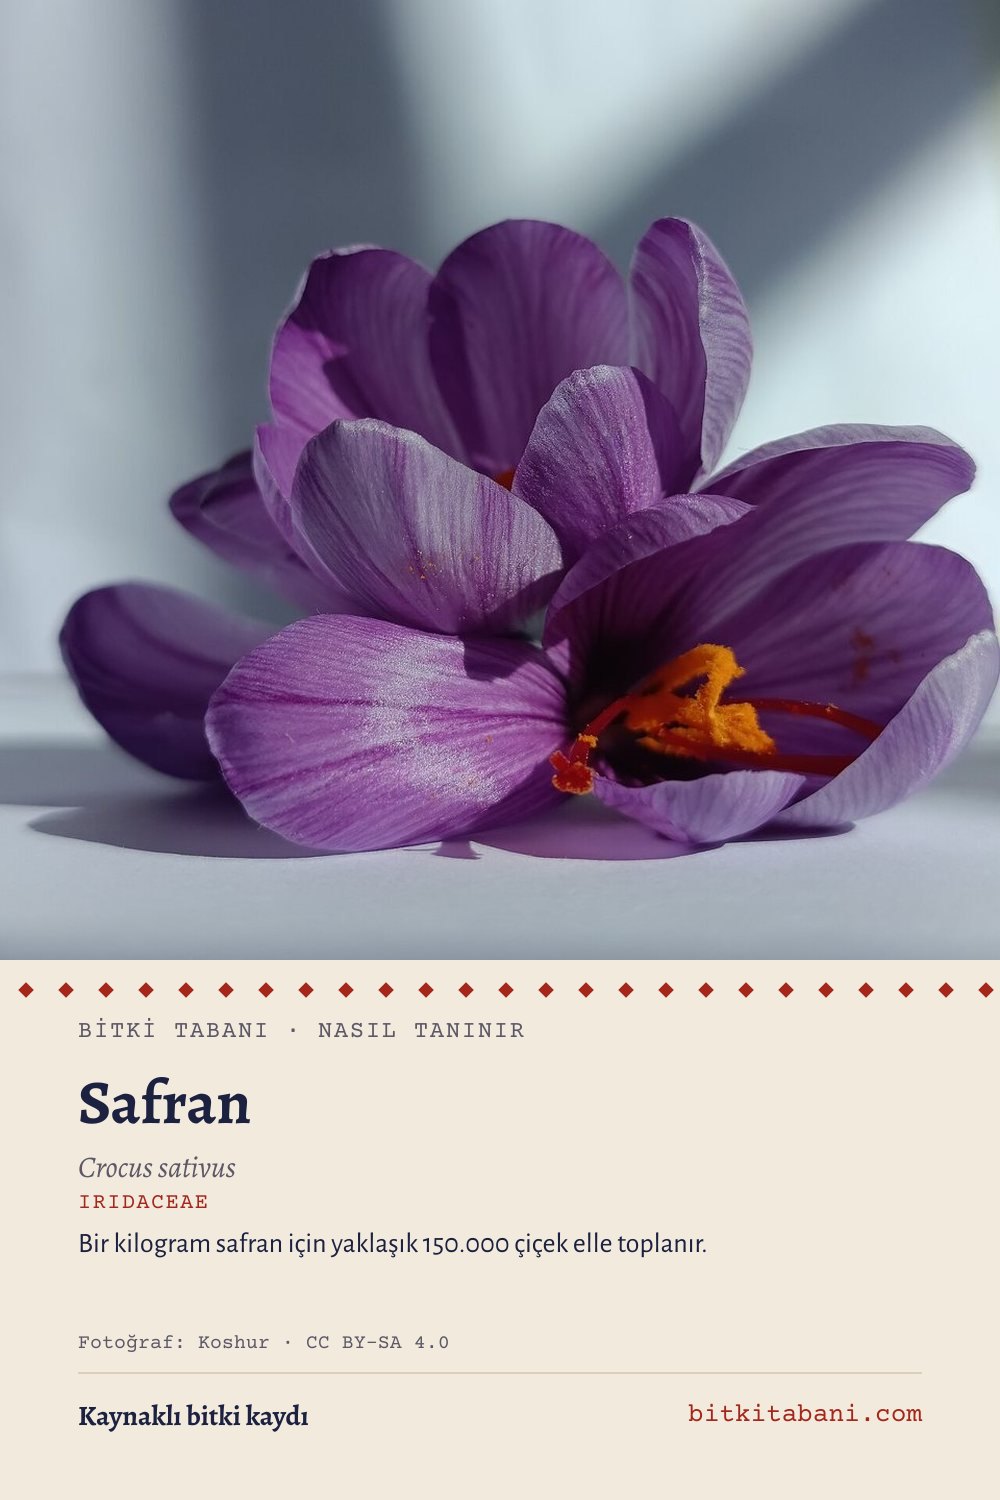 BİTKİ TABANI · NASIL TANINIR
Safran
Crocus sativus
IRIDACEAE
Bir kilogram safran için yaklaşık 150.000 çiçek elle toplanır.
Fotoğraf: Koshur · CC BY-SA 4.0
Kaynaklı bitki kaydı
bitkitabani.com